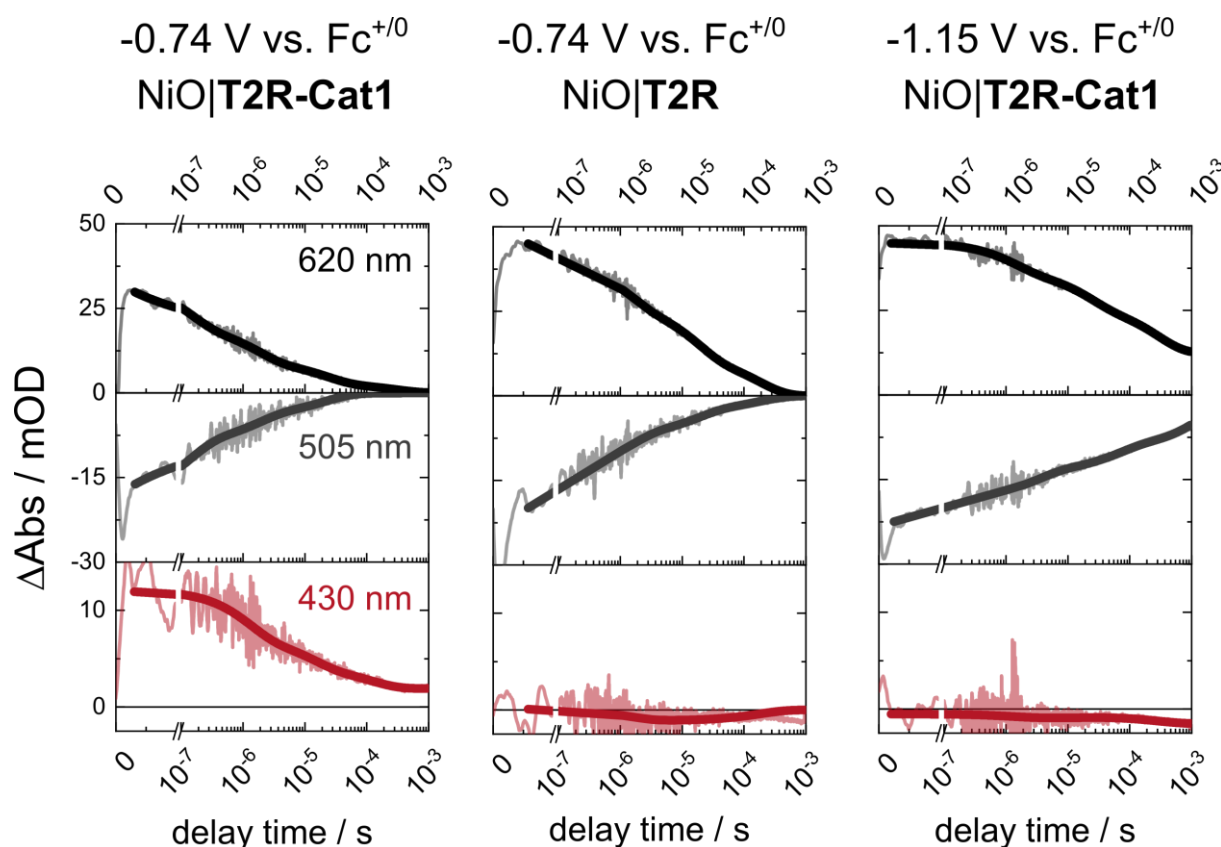 -0.74 V vs. Fc+/0
NiO|T2R-Cat1
-0.74 V vs. Fc+/0
NiO|T2R
-1.15 V vs. Fc+/0
NiO|T2R-Cat1
0 10-7 10-6 10-5 10-4 10-3
0 10-7 10-6 10-5 10-4 10-3
0 10-7 10-6 10-5 10-4 10-3
ΔAbs / mOD
50
25
0
-15
-30
10
0
620 nm
505 nm
430 nm
0 10-7 10-6 10-5 10-4 10-3
0 10-7 10-6 10-5 10-4 10-3
0 10-7 10-6 10-5 10-4 10-3
delay time / s
delay time / s
delay time / s